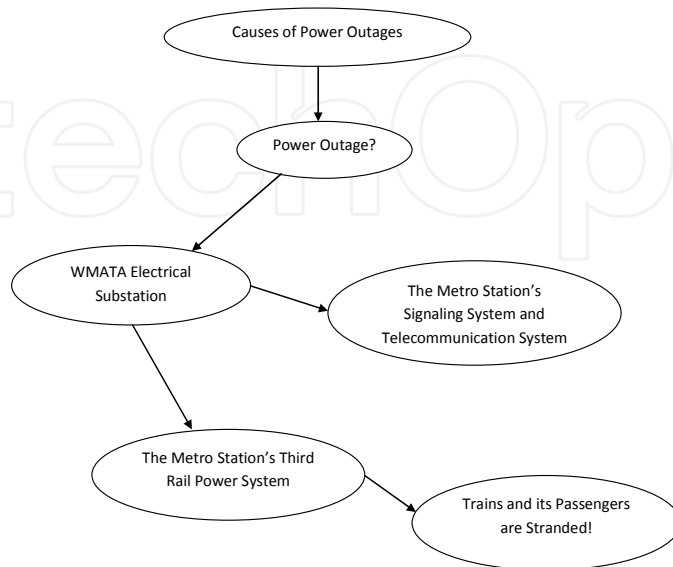 Causes of Power Outages
Power Outage?
WMATA Electrical
Substation
The Metro Station’s
Signaling System and
Telecommunication System
The Metro Station’s Third
Rail Power System
Trains and its Passengers
are Stranded!
techOp